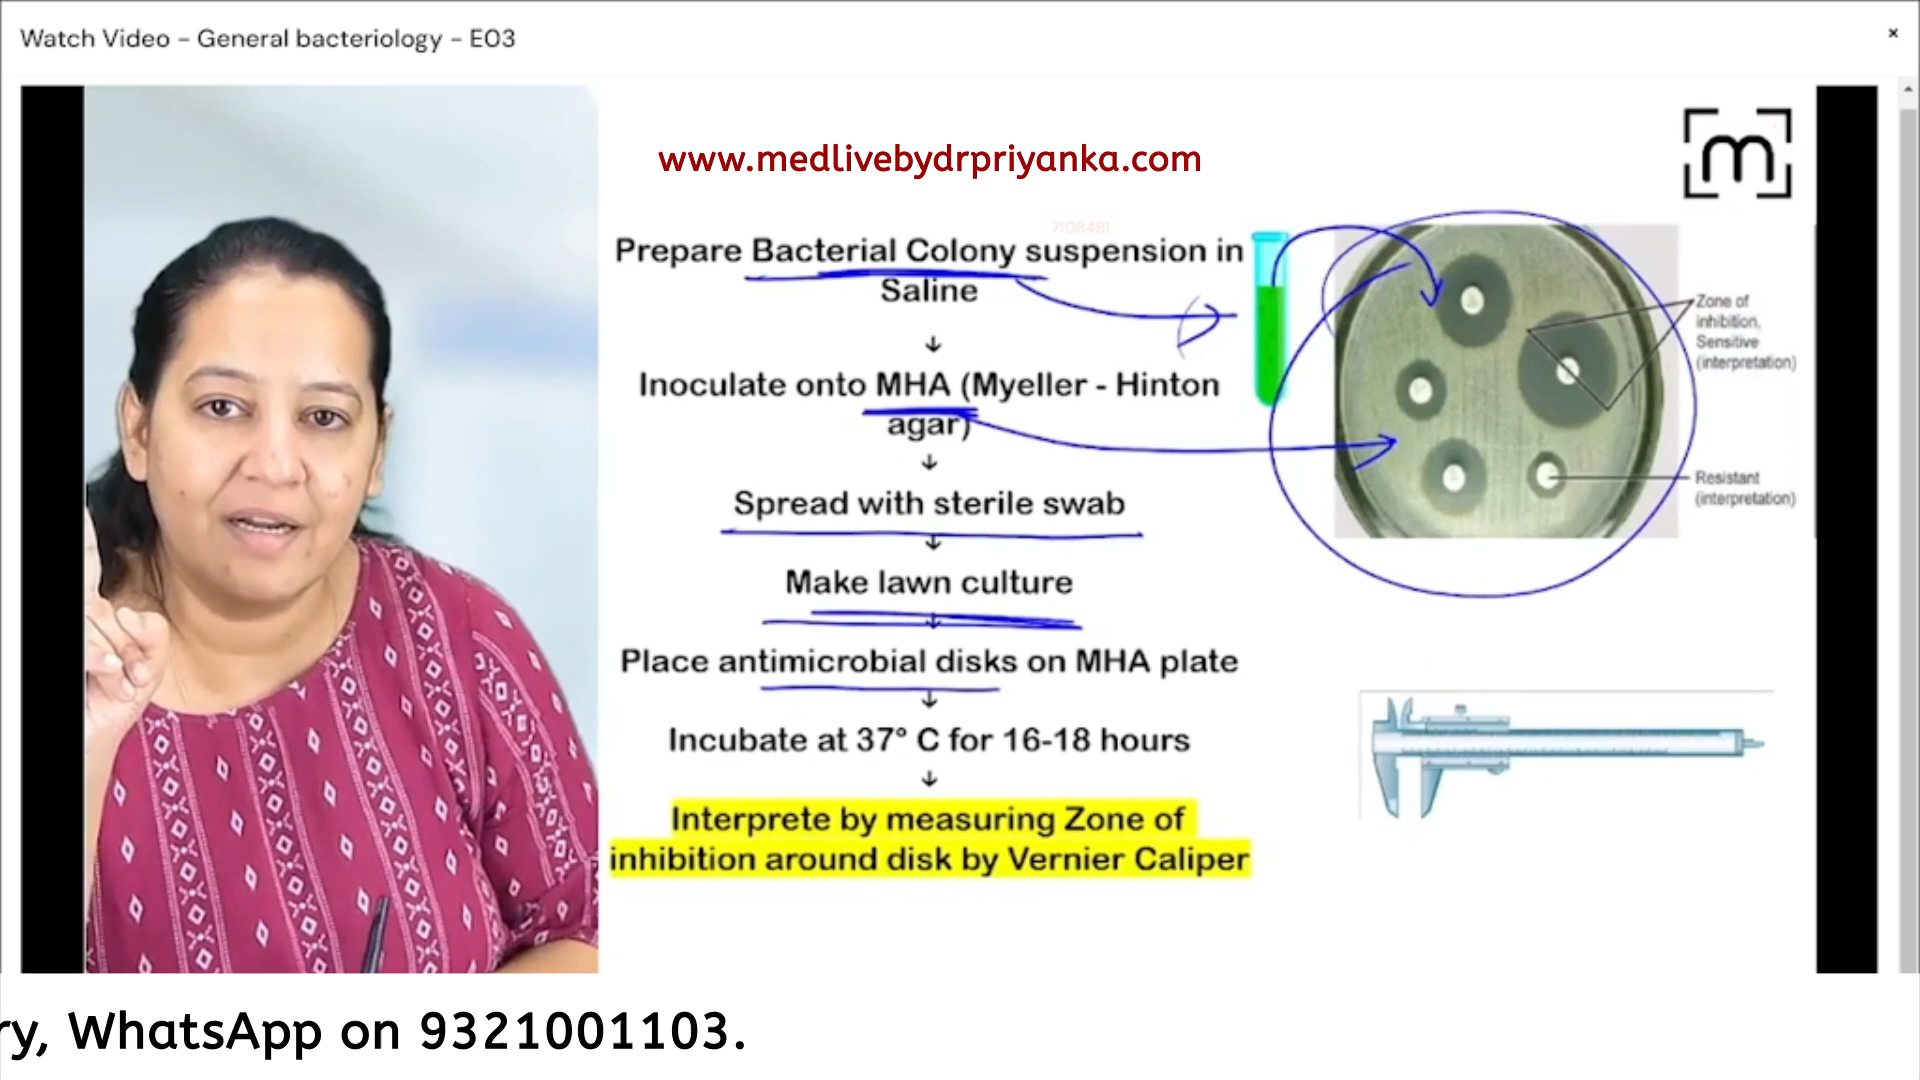 Watch Video – General bacteriology – E03
×
www.medlivebydrpriyanka.com
m
7108481
Prepare Bacterial Colony suspension in
Saline
↓
Inoculate onto MHA (Myeller - Hinton
agar)
↓
Spread with sterile swab
↓
Make lawn culture
↓
Place antimicrobial disks on MHA plate
↓
Incubate at 37° C for 16-18 hours
↓
Interprete by measuring Zone of
inhibition around disk by Vernier Caliper
Zone of
inhibition,
Sensitive
(interpretation)
Resistant
(interpretation)
ry, WhatsApp on 9321001103.